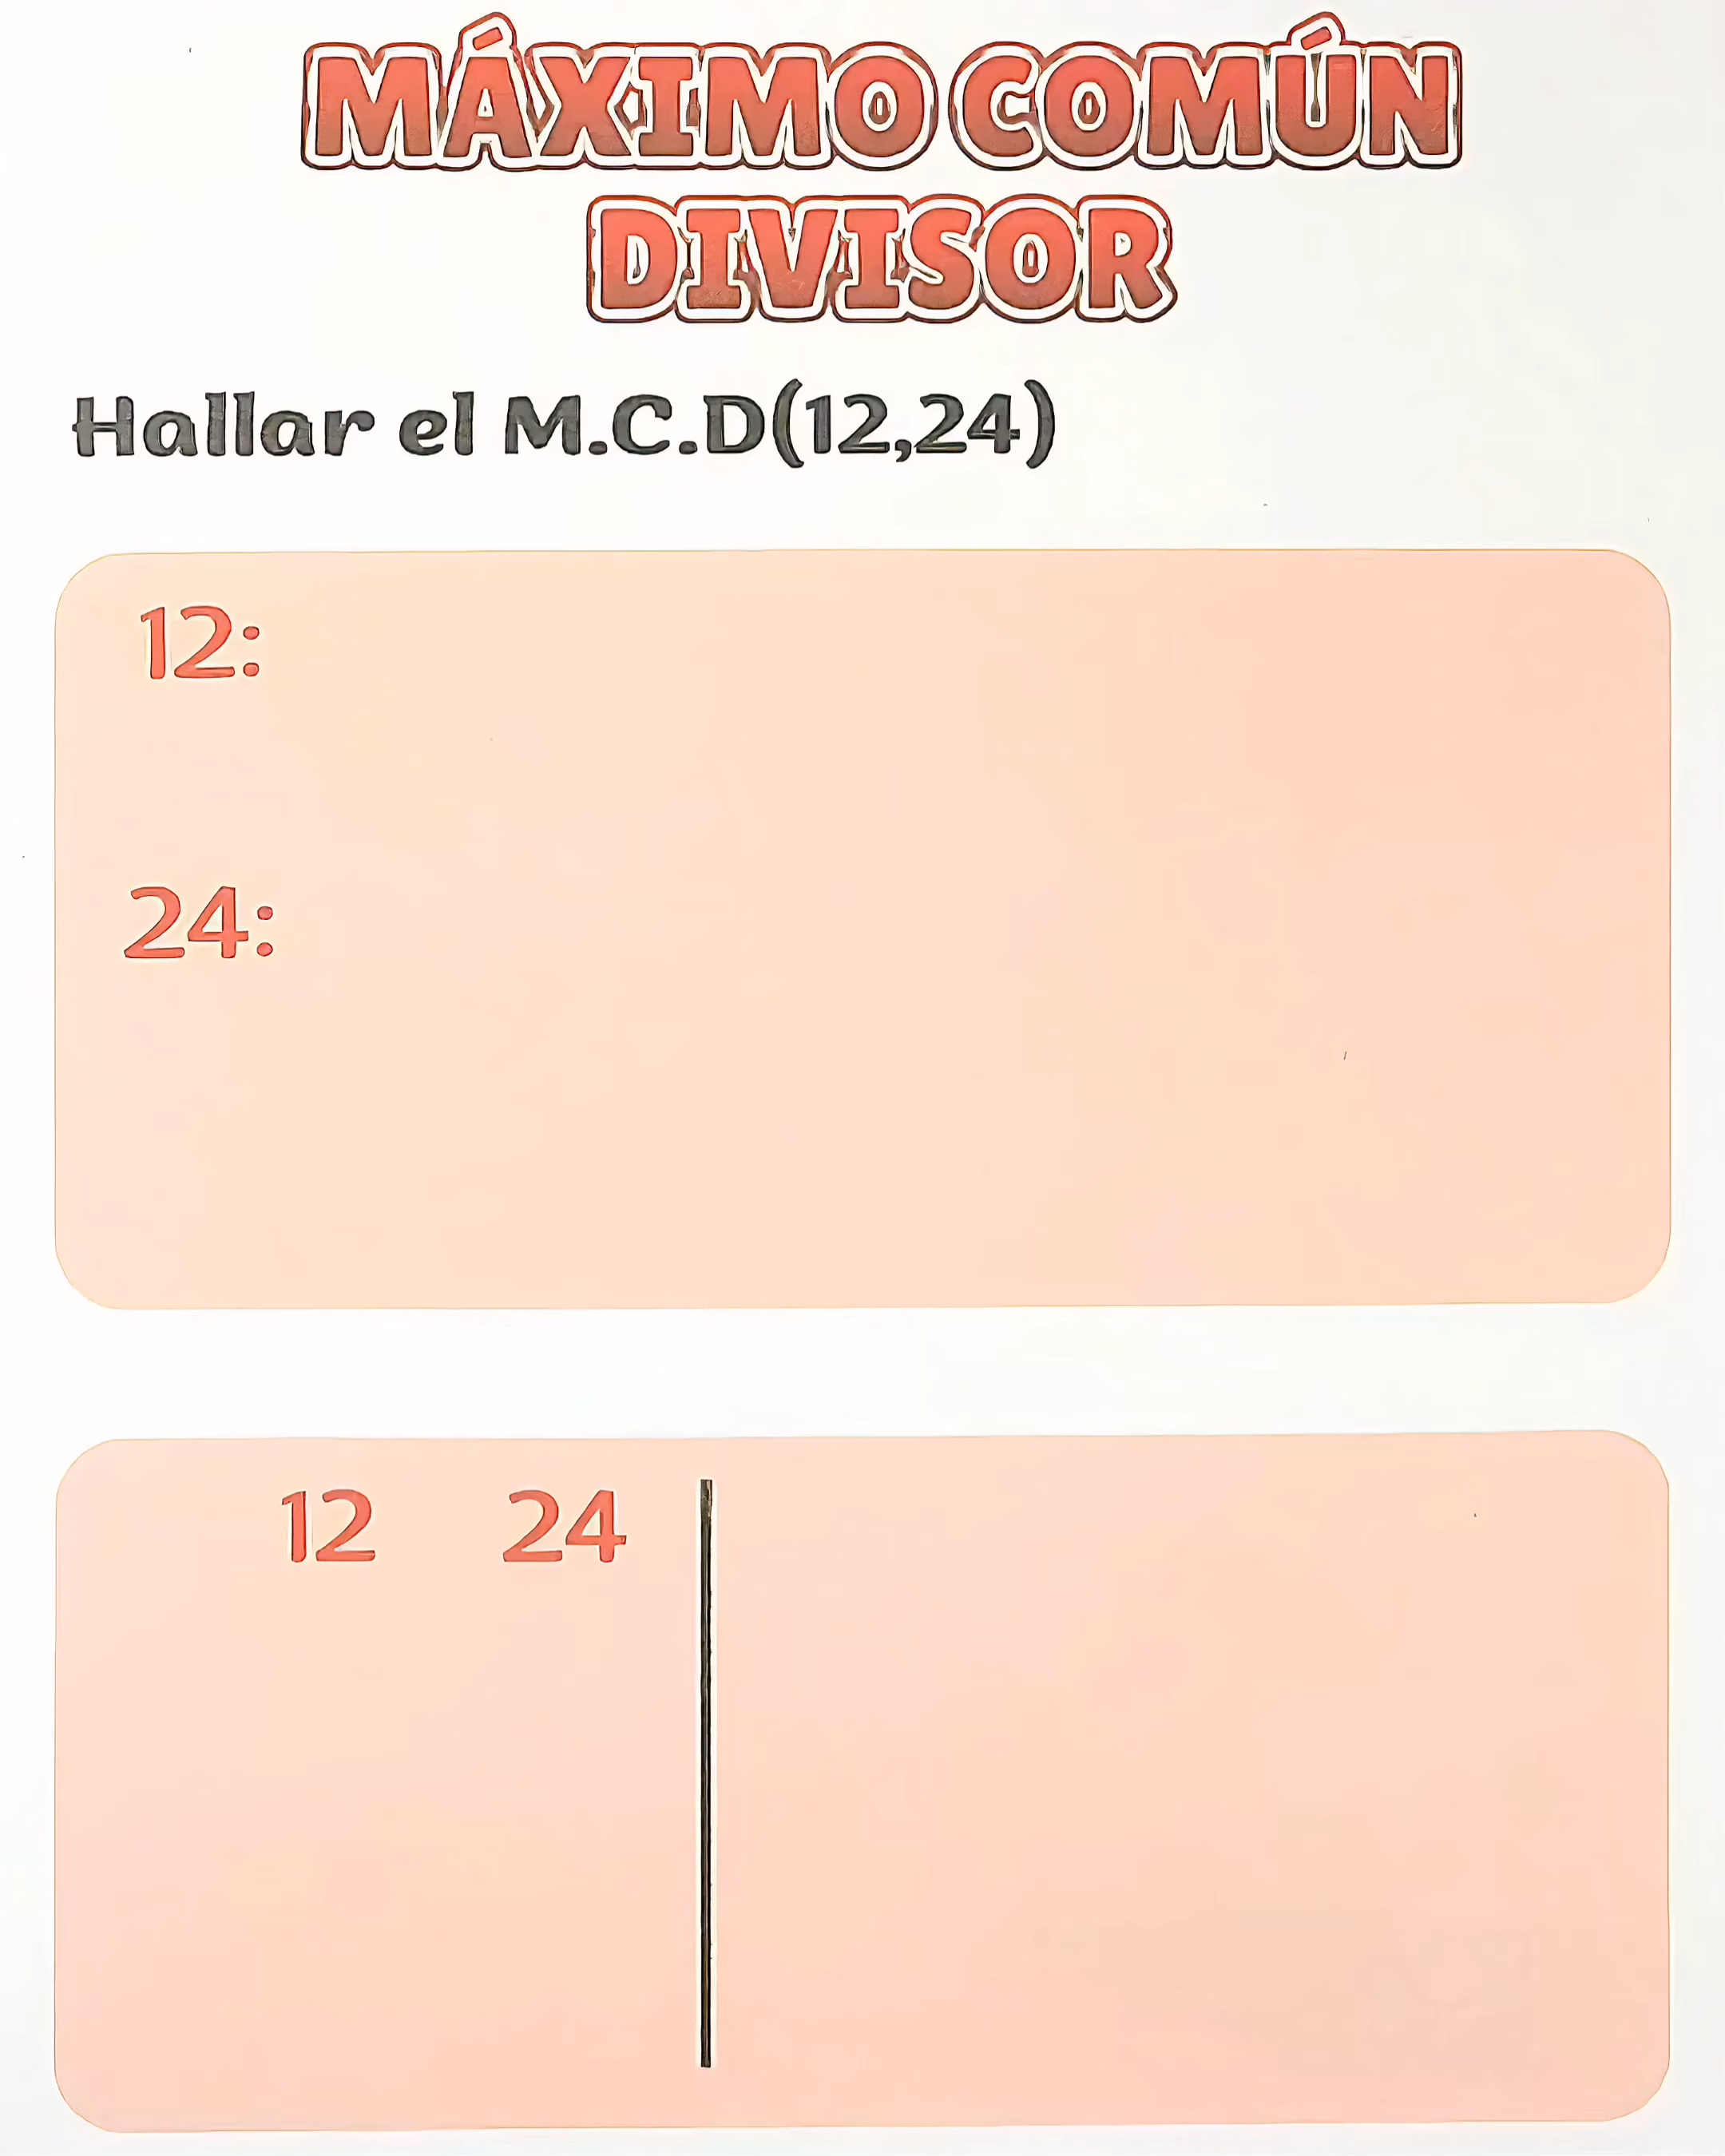 MÁXIMO COMÚN
DIVISOR
Hallar el M.C.D(12,24)
12:
24:
12 24